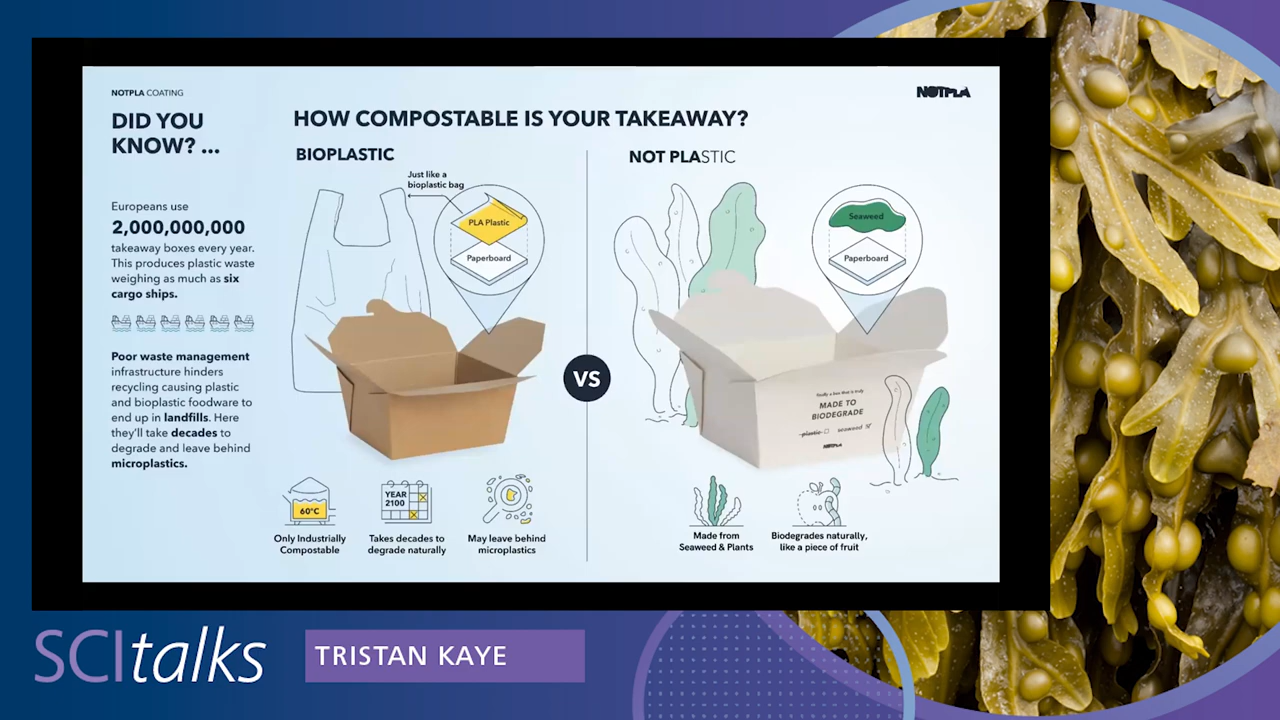 NOTPLA COATING
NOTPLA
DID YOU
KNOW? ...
Europeans use
2,000,000,000
takeaway boxes every year.
This produces plastic waste
weighing as much as six
cargo ships.
Poor waste management
infrastructure hinders
recycling causing plastic
and bioplastic foodware to
end up in landfills. Here
they'll take decades to
degrade and leave behind
microplastics.
HOW COMPOSTABLE IS YOUR TAKEAWAY?
BIOPLASTIC
Just like a
bioplastic bag
PLA Plastic
Paperboard
60°C
Only Industrially
Compostable
YEAR
2100
Takes decades to
degrade naturally
May leave behind
microplastics
VS
NOT PLASTIC
Seaweed
Paperboard
finally a box that is truly
MADE TO
BIODEGRADE
plastic seaweed
NOTPLA
Made from
Seaweed & Plants
Biodegrades naturally,
like a piece of fruit
SCItalks
TRISTAN KAYE